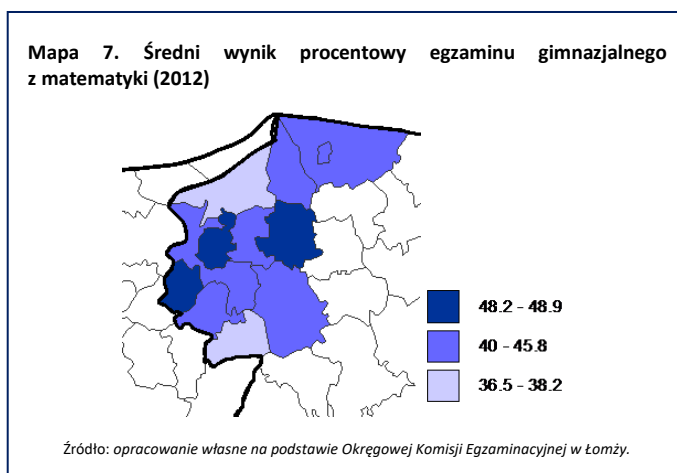 Mapa 7. Średni wynik procentowy egzaminu gimnazjalnego
z matematyki (2012)
48.2 - 48.9
40 - 45.8
36.5 - 38.2
Źródło: opracowanie własne na podstawie Okręgowej Komisji Egzaminacyjnej w Łomży.